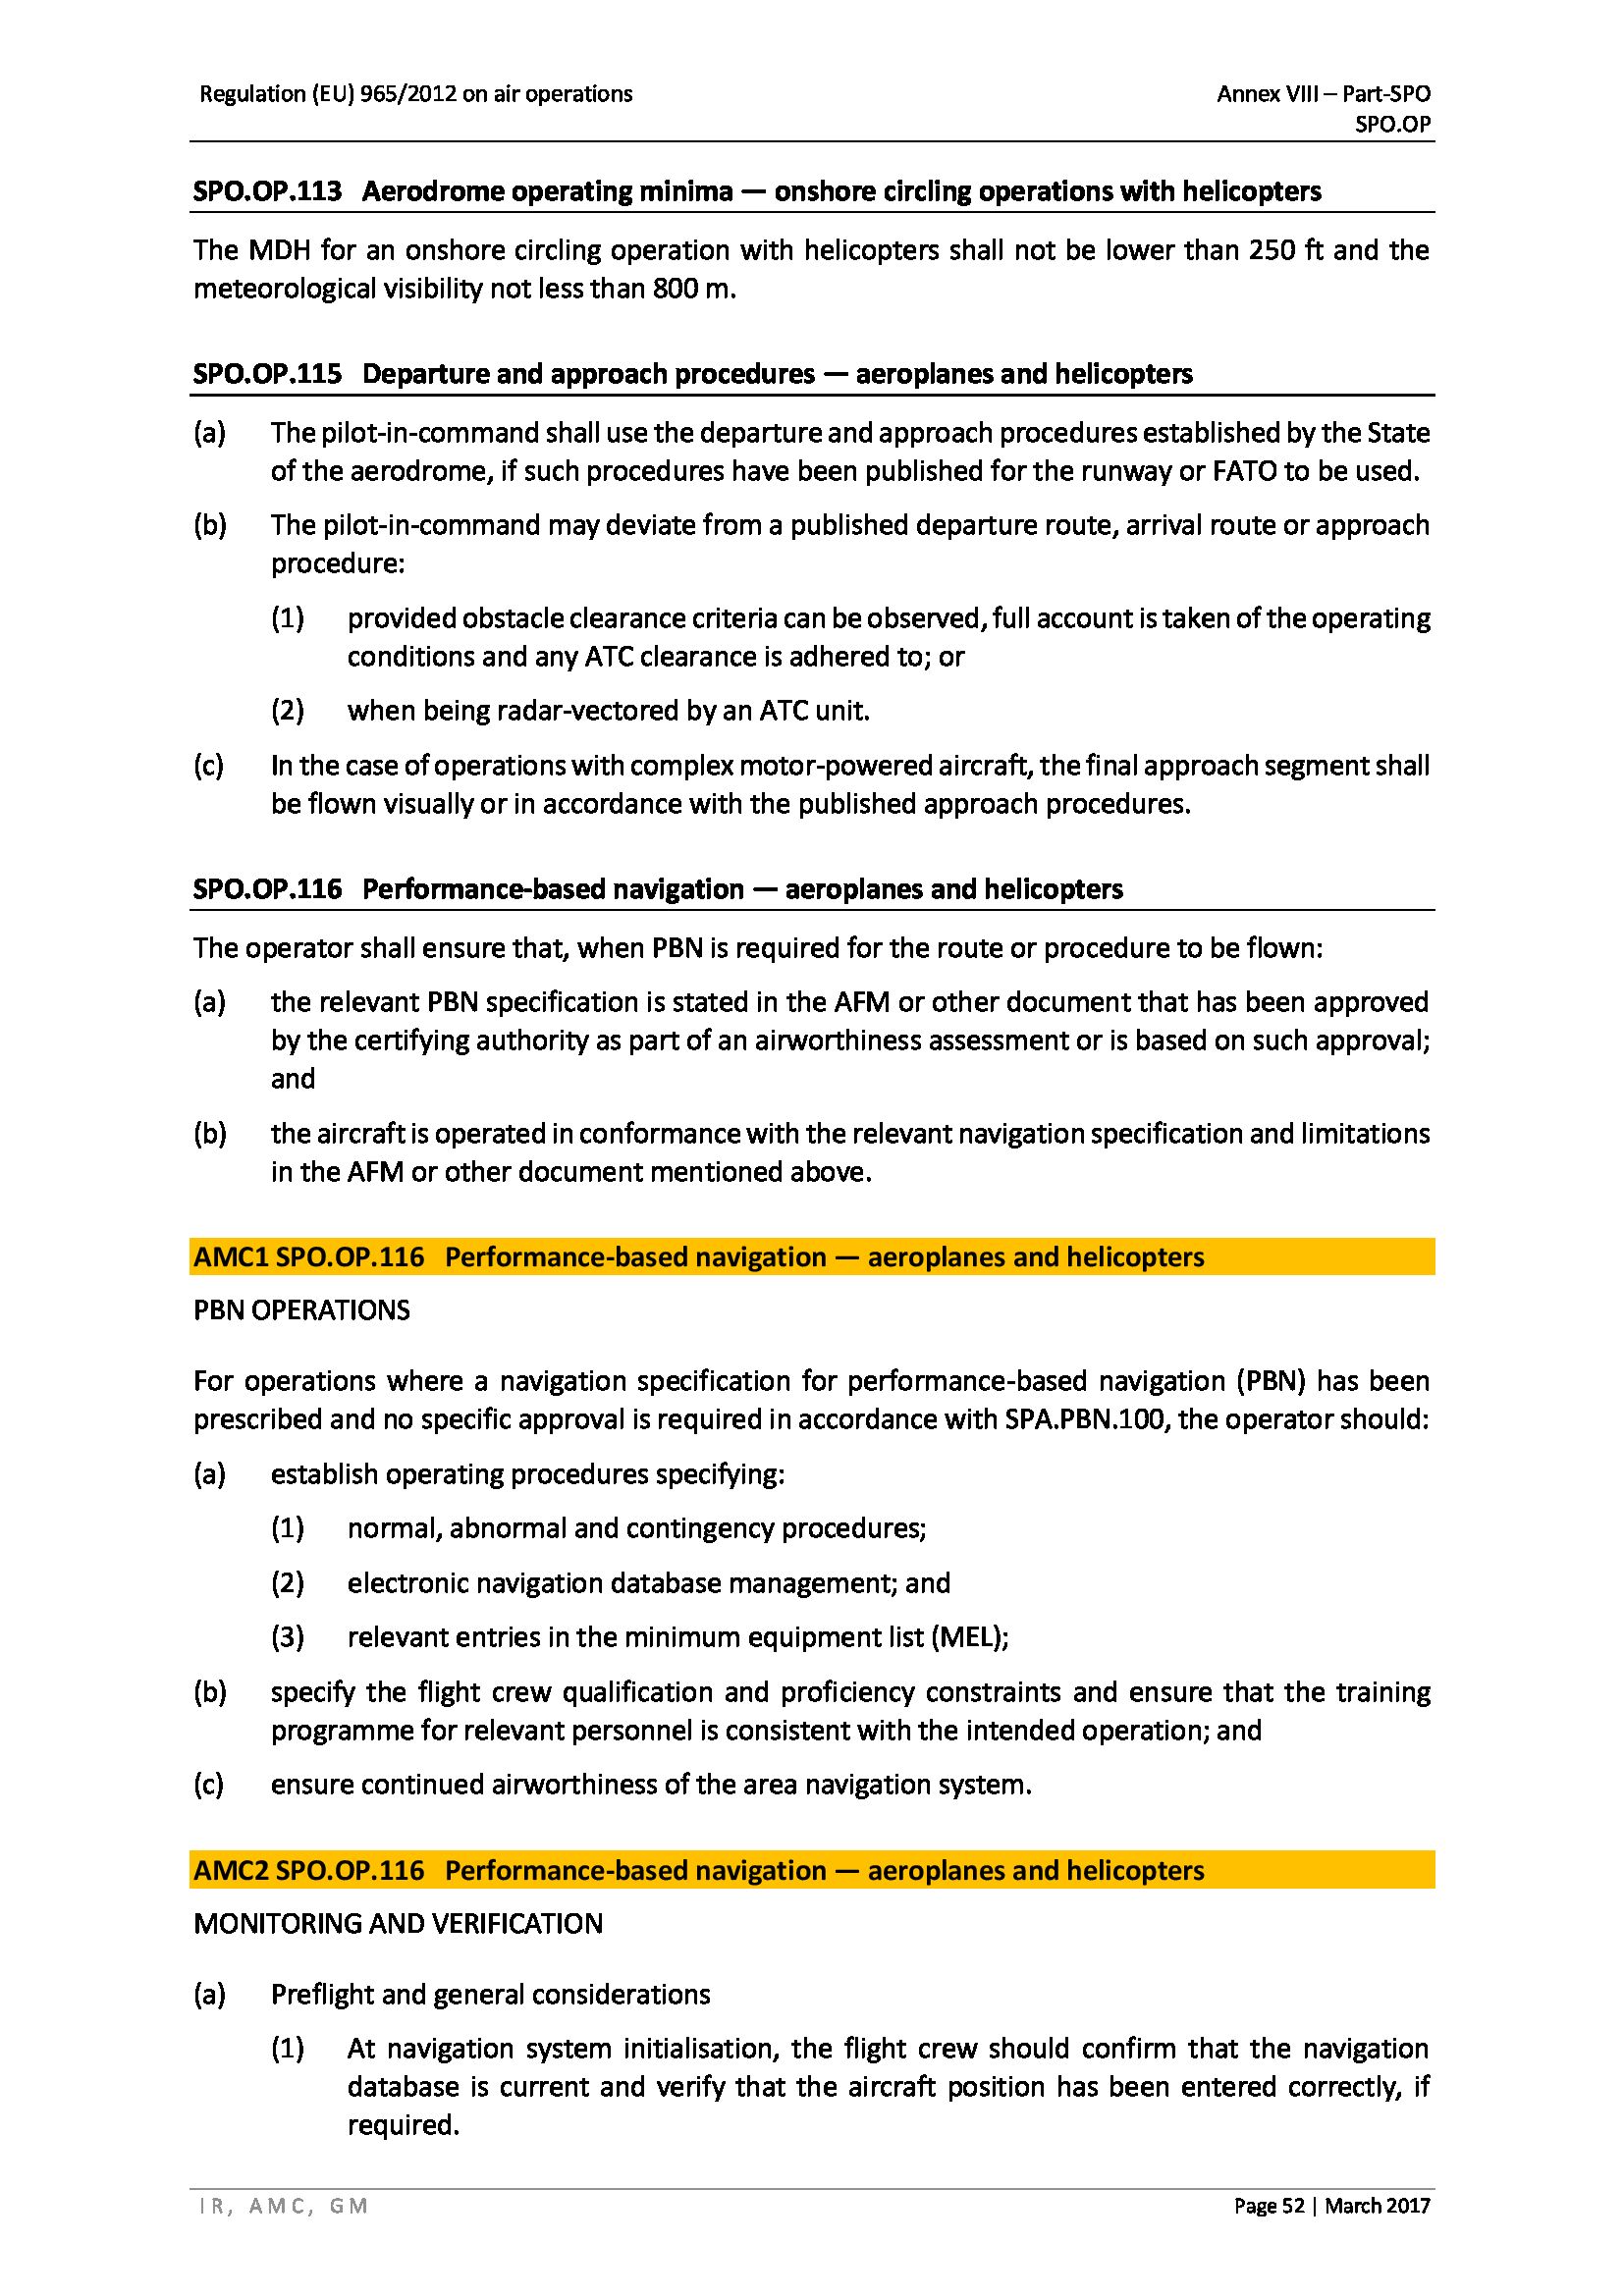 Regulation (EU) 965/2012 on air operations
Annex VIII – Part-SPO
SPO.OP
SPO.OP.113 Aerodrome operating minima — onshore circling operations with helicopters
The MDH for an onshore circling operation with helicopters shall not be lower than 250 ft and the
meteorological visibility not less than 800 m.
SPO.OP.115 Departure and approach procedures — aeroplanes and helicopters
(a) The pilot-in-command shall use the departure and approach procedures established by the State
of the aerodrome, if such procedures have been published for the runway or FATO to be used.
(b) The pilot-in-command may deviate from a published departure route, arrival route or approach
procedure:
(1) provided obstacle clearance criteria can be observed, full account is taken of the operating
conditions and any ATC clearance is adhered to; or
(2) when being radar-vectored by an ATC unit.
(c) In the case of operations with complex motor-powered aircraft, the final approach segment shall
be flown visually or in accordance with the published approach procedures.
SPO.OP.116 Performance-based navigation — aeroplanes and helicopters
The operator shall ensure that, when PBN is required for the route or procedure to be flown:
(a) the relevant PBN specification is stated in the AFM or other document that has been approved
by the certifying authority as part of an airworthiness assessment or is based on such approval;
and
(b) the aircraft is operated in conformance with the relevant navigation specification and limitations
in the AFM or other document mentioned above.
AMC1 SPO.OP.116 Performance-based navigation — aeroplanes and helicopters
PBN OPERATIONS
For operations where a navigation specification for performance-based navigation (PBN) has been
prescribed and no specific approval is required in accordance with SPA.PBN.100, the operator should:
(a) establish operating procedures specifying:
(1) normal, abnormal and contingency procedures;
(2) electronic navigation database management; and
(3) relevant entries in the minimum equipment list (MEL);
(b) specify the flight crew qualification and proficiency constraints and ensure that the training
programme for relevant personnel is consistent with the intended operation; and
(c) ensure continued airworthiness of the area navigation system.
AMC2 SPO.OP.116 Performance-based navigation — aeroplanes and helicopters
MONITORING AND VERIFICATION
(a) Preflight and general considerations
(1) At navigation system initialisation, the flight crew should confirm that the navigation
database is current and verify that the aircraft position has been entered correctly, if
required.
IR, AMC, GM
Page 52 | March 2017